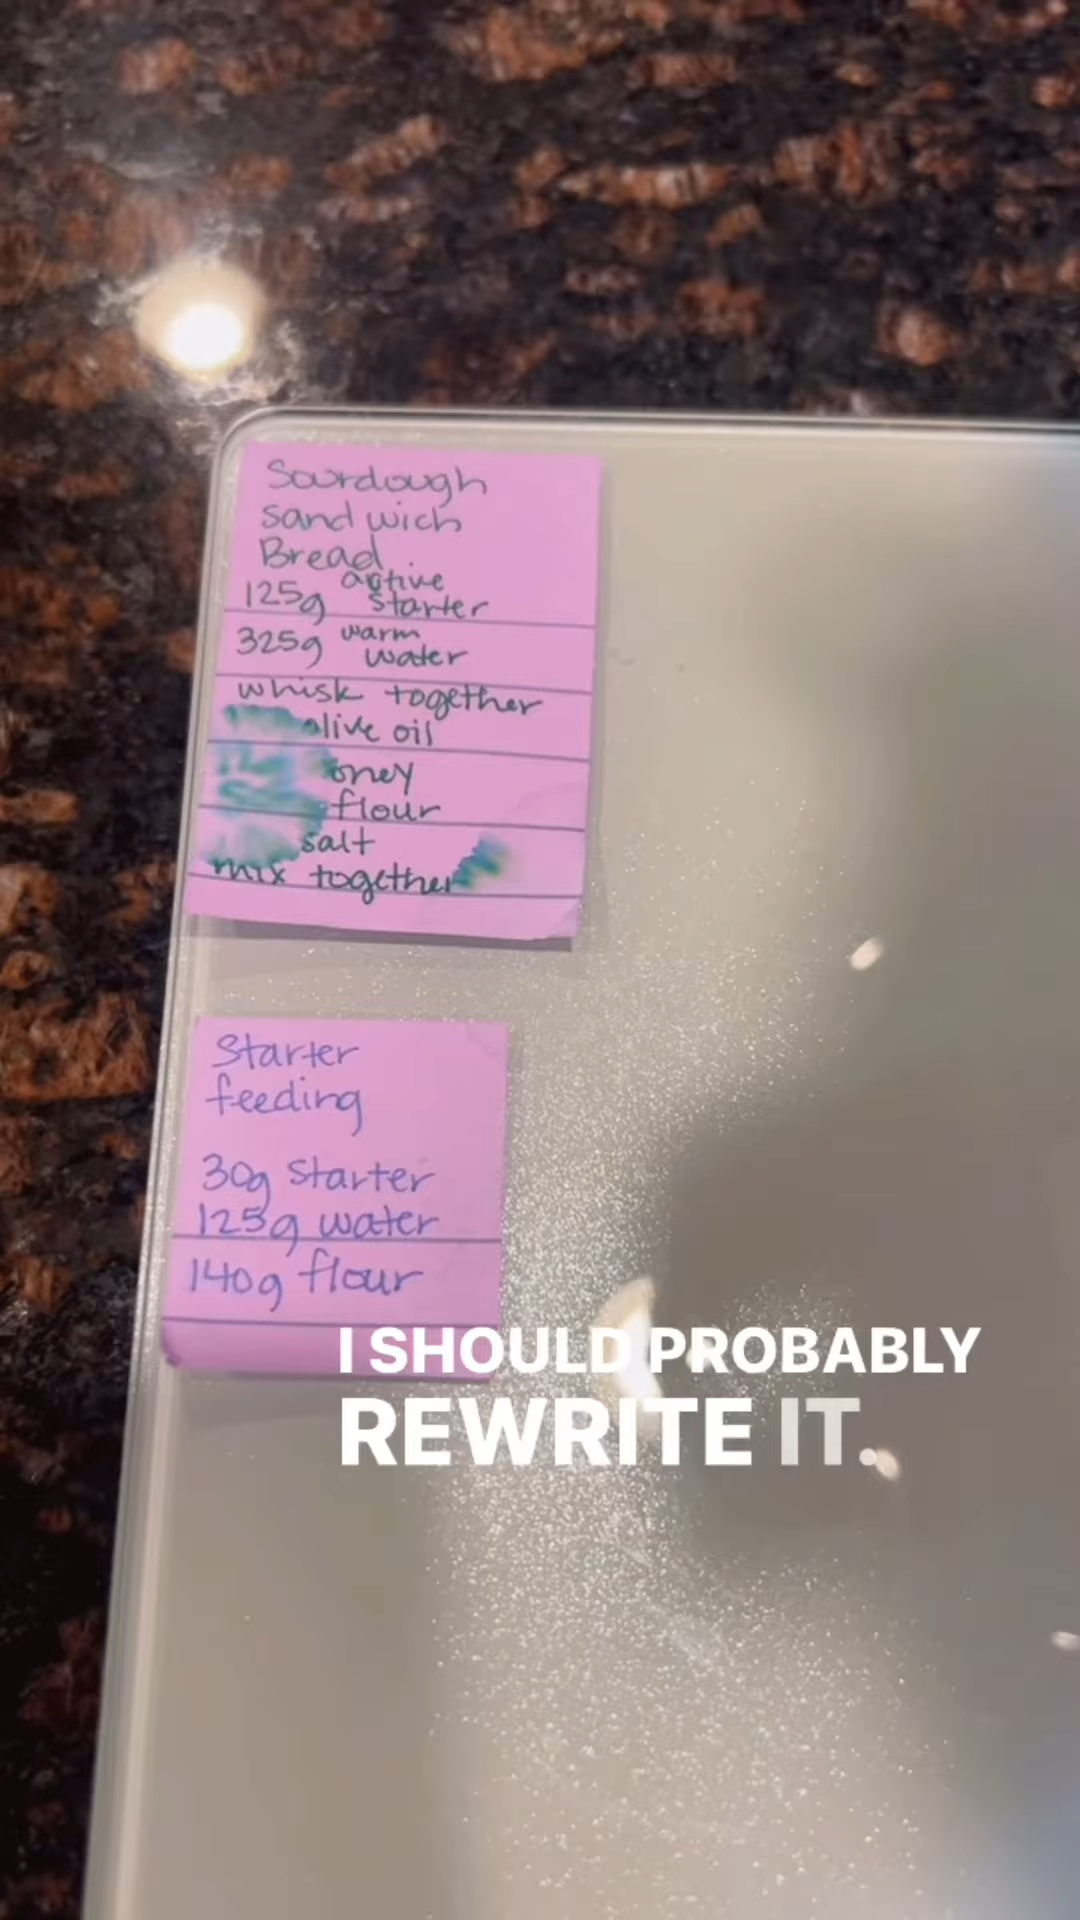 Sourdough
sandwich
Bread
125g active starter
325g warm water
whisk together
olive oil
oney
flour
salt
mix together
Starter
feeding
30g starter
125g water
140g flour
I SHOULD PROBABLY
REWRITE IT.